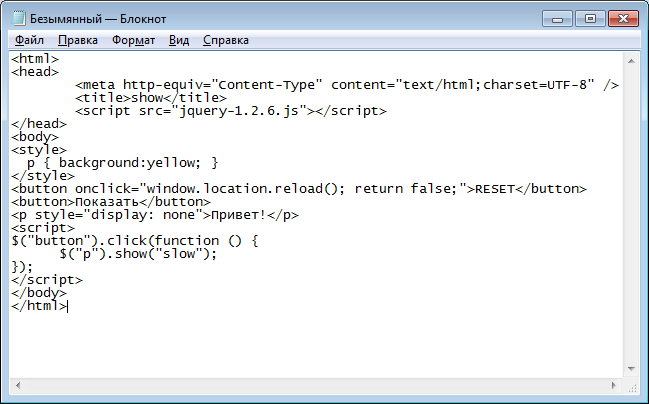 Безымянный — Блокнот
Файл Правка Формат Вид Справка
<html>
<head>
        <meta http-equiv="Content-Type" content="text/html;charset=UTF-8" />
        <title>show</title>
        <script src="jquery-1.2.6.js"></script>
</head>
<body>
<style>
  p { background:yellow; }
</style>
<button onclick="window.location.reload(); return false;">RESET</button>
<button>Показать</button>
<p style="display: none">Привет!</p>
<script>
$("button").click(function () {
      $("p").show("slow");
});
</script>
</body>
</html>